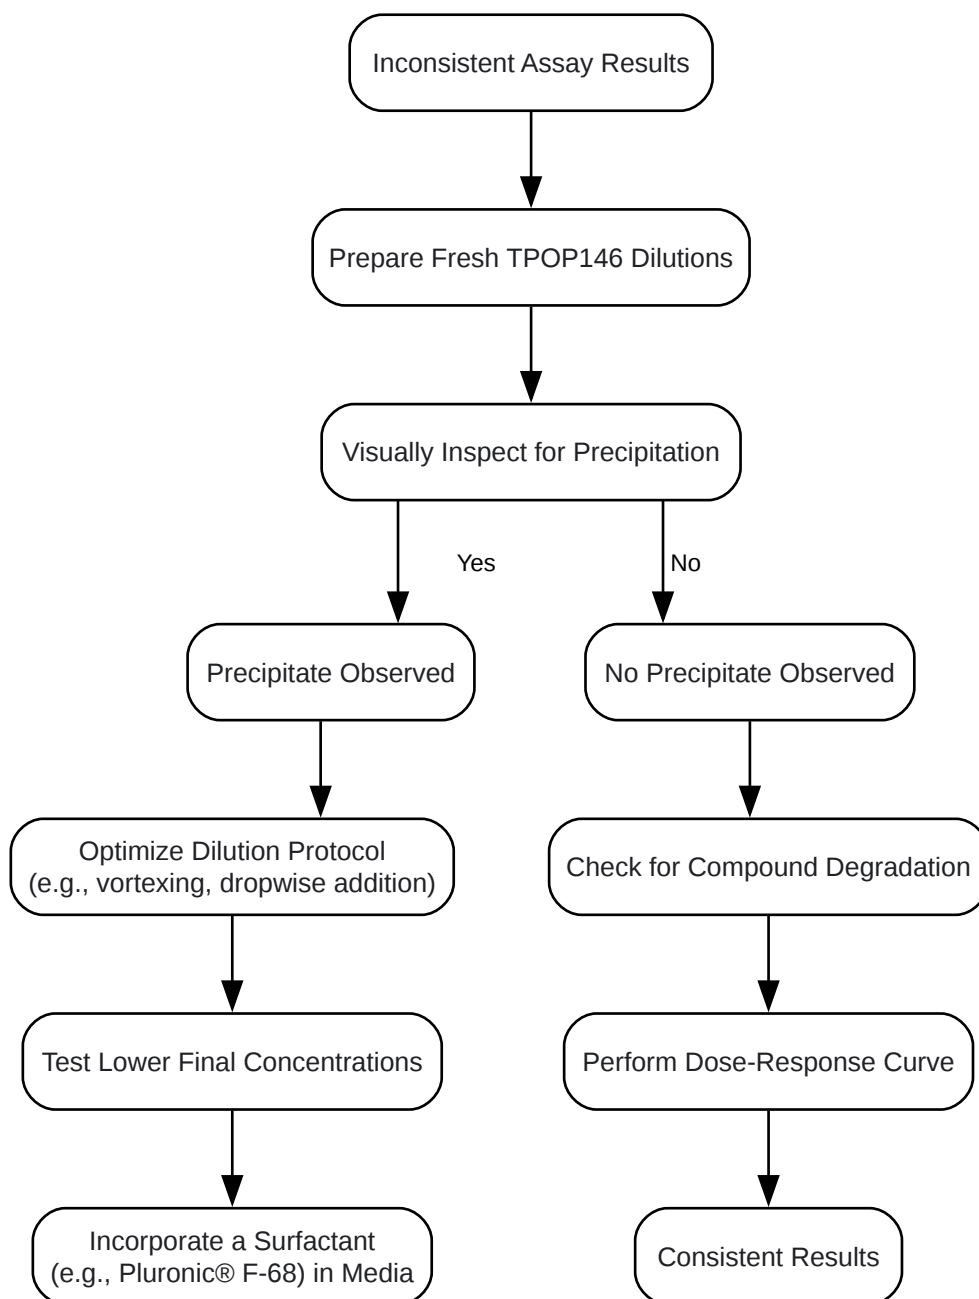 Inconsistent Assay Results
Prepare Fresh TPOP146 Dilutions
Visually Inspect for Precipitation
Yes
No
Precipitate Observed
No Precipitate Observed
Optimize Dilution Protocol
(e.g., vortexing, dropwise addition)
Check for Compound Degradation
Test Lower Final Concentrations
Perform Dose-Response Curve
Incorporate a Surfactant
(e.g., Pluronic® F-68) in Media
Consistent Results